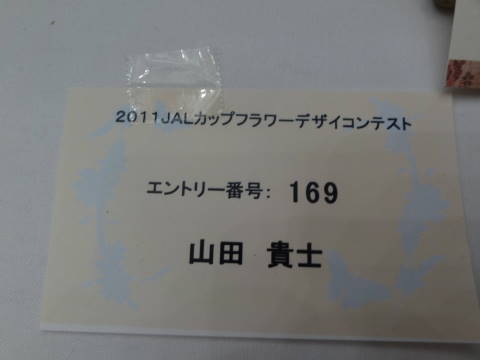 2011JALカップフラワーデザイコンテスト
エントリー番号: 169
山田 貴士